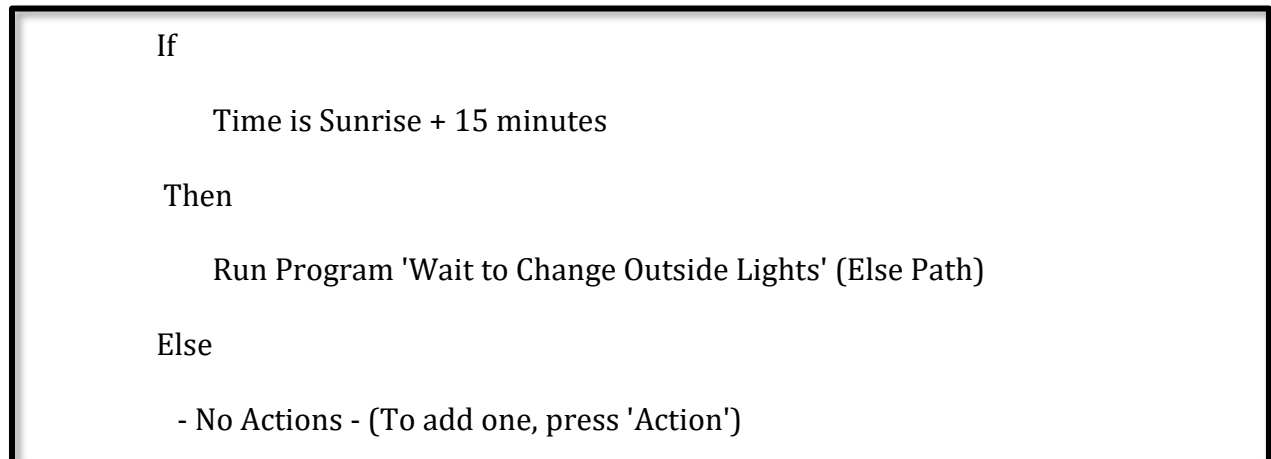 If
Time is Sunrise + 15 minutes
Then
Run Program 'Wait to Change Outside Lights' (Else Path)
Else
- No Actions - (To add one, press 'Action')